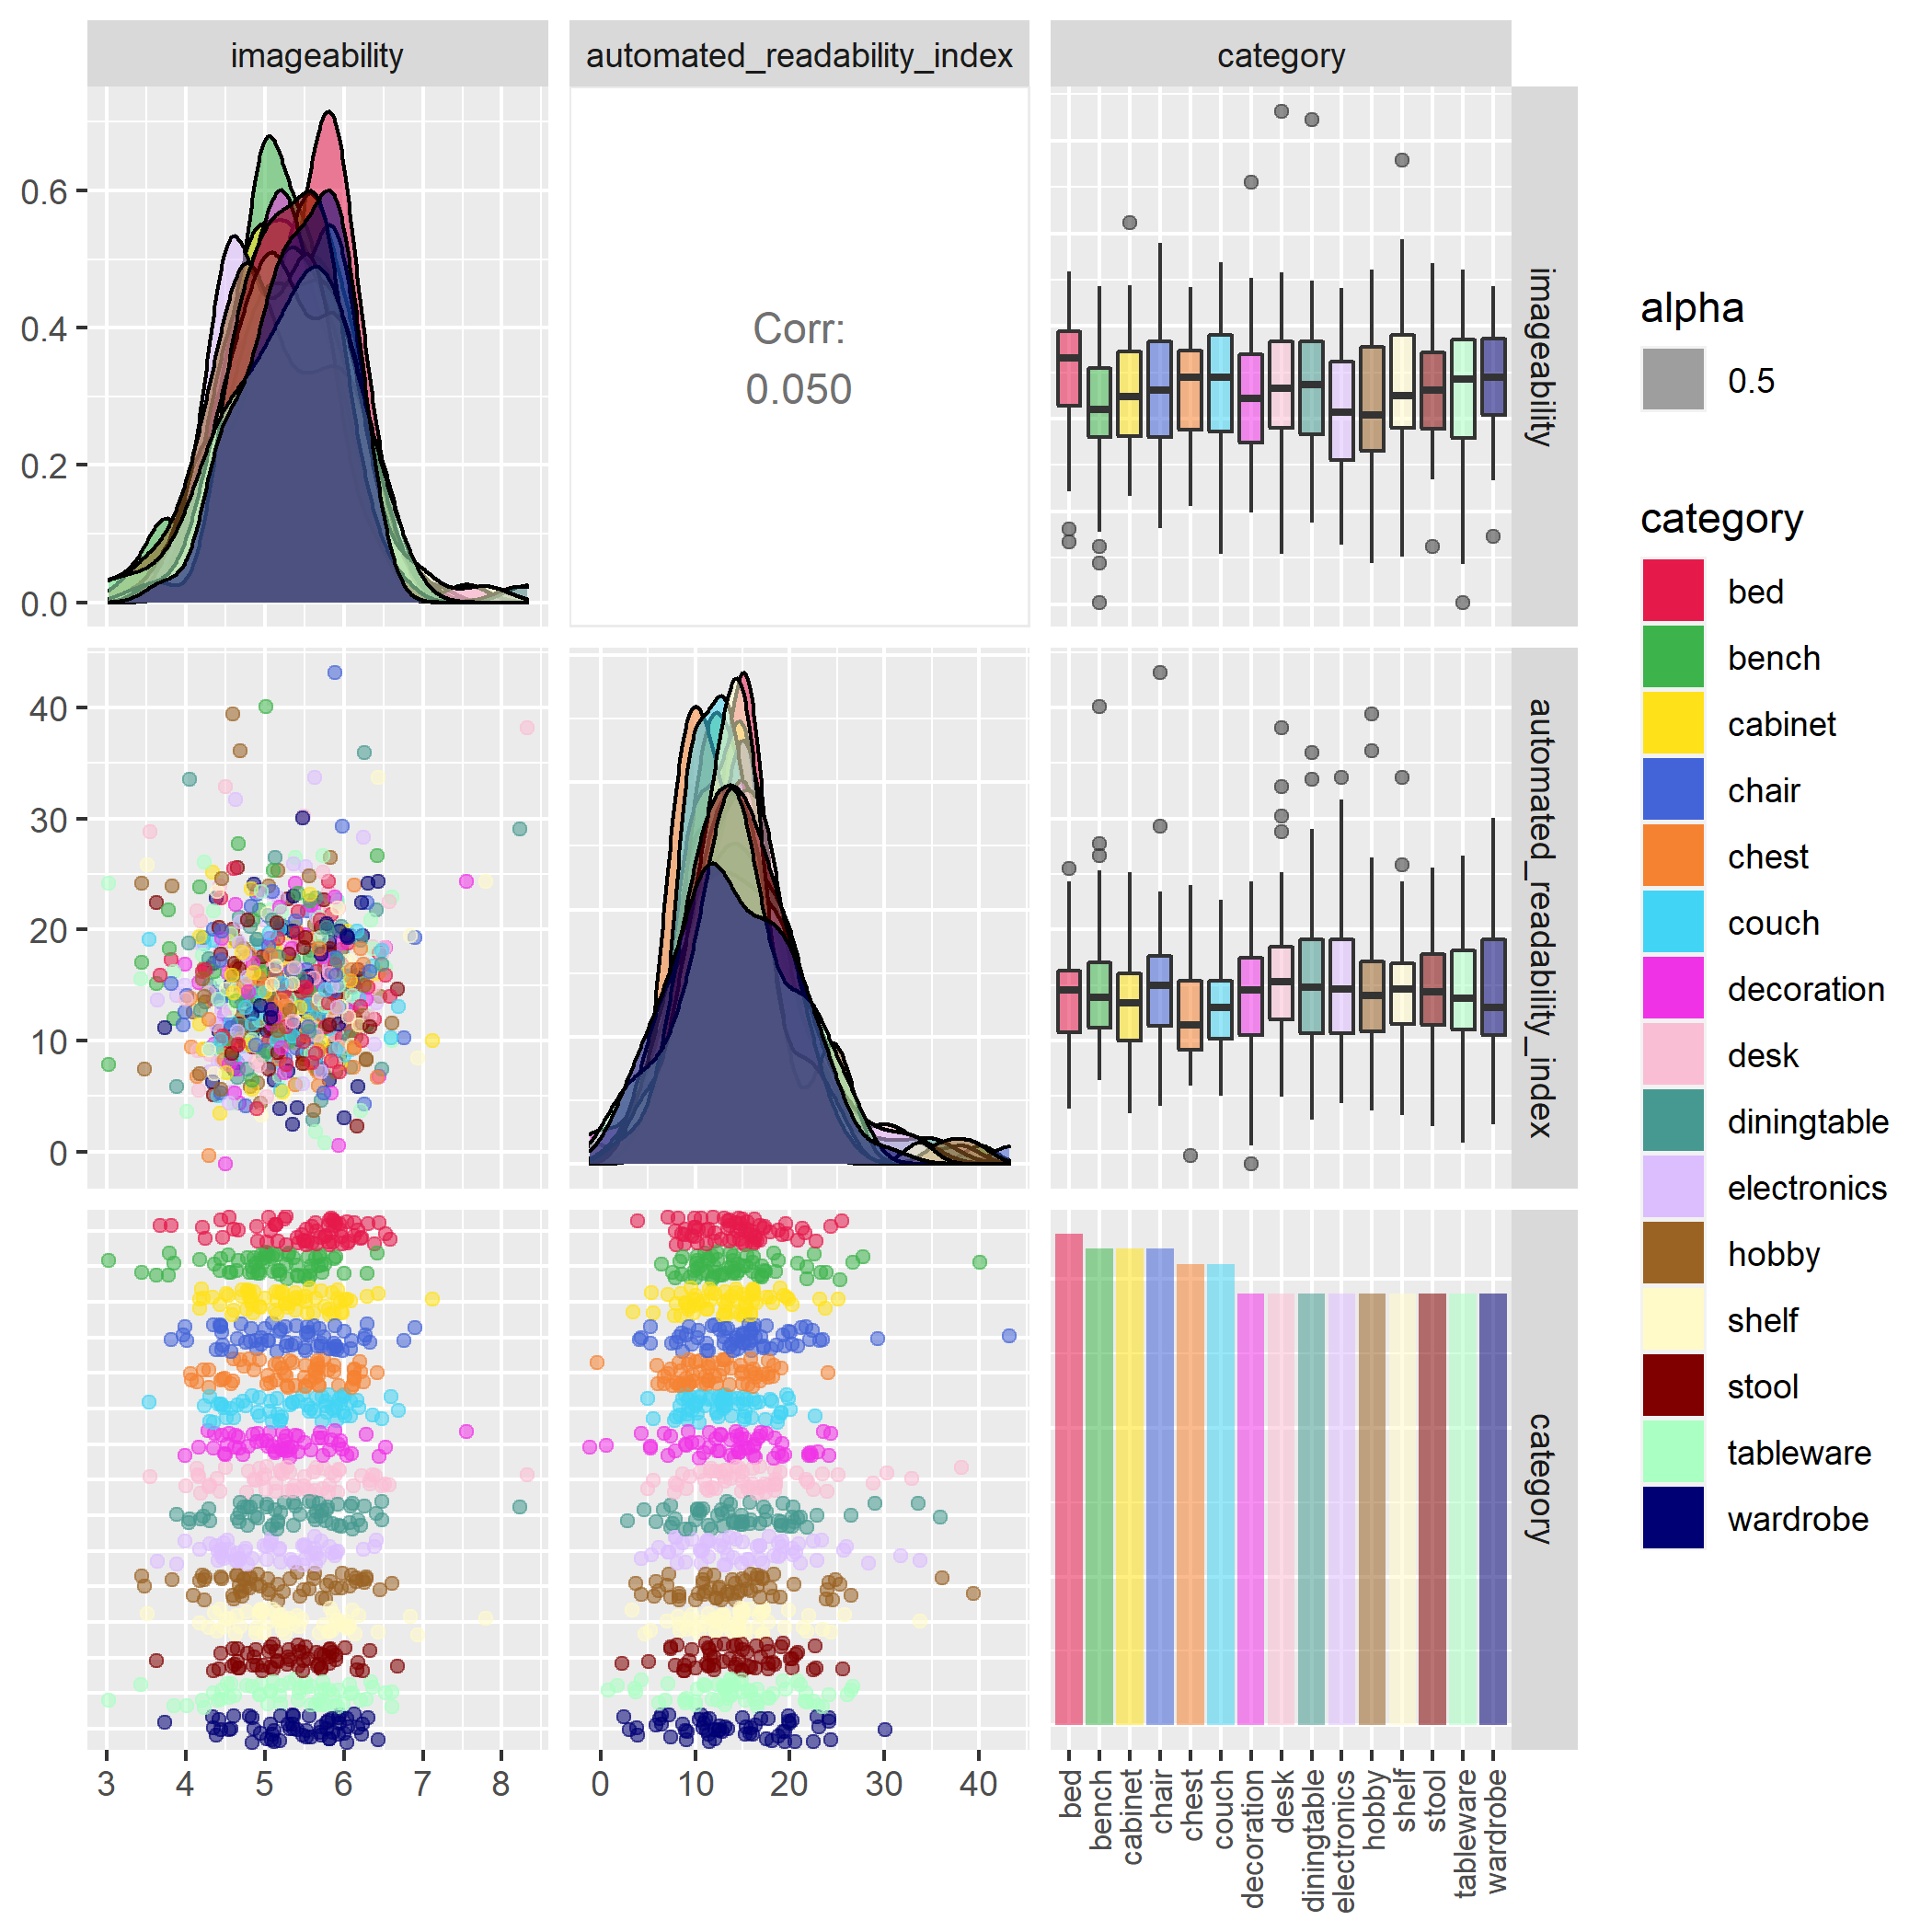 imageability
automated_readability_index
category
0.6
0.4
0.2
0.0
Corr:
0.050
imageability
40
30
20
10
0
automated_readability_index
category
3
4
5
6
7
8
0
10
20
30
40
bed
bench
cabinet
chair
chest
couch
decoration
desk
diningtable
electronics
hobby
shelf
stool
tableware
wardrobe
alpha
0.5
category
bed
bench
cabinet
chair
chest
couch
decoration
desk
diningtable
electronics
hobby
shelf
stool
tableware
wardrobe